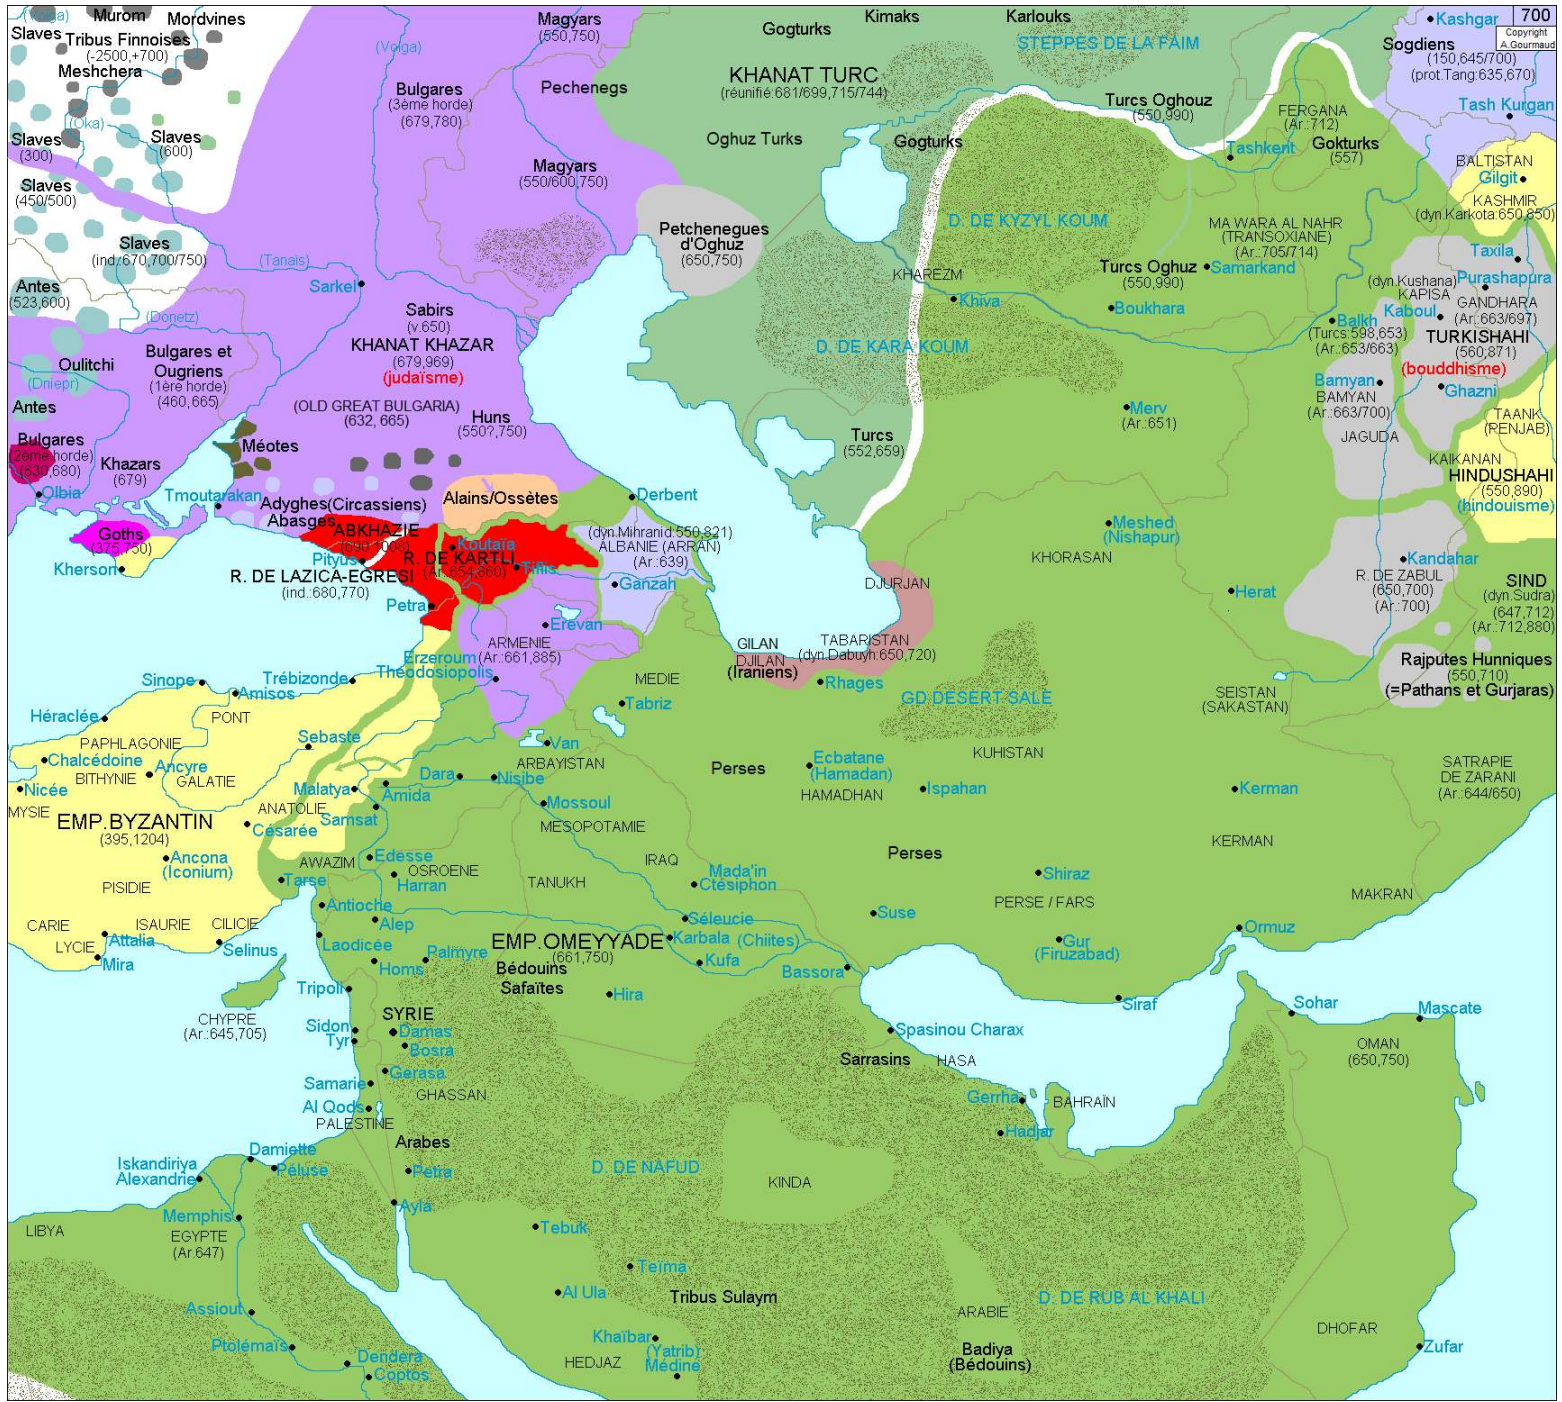 (Volga)
Murom
Mordvines
Slaves
Tribus Finnoises
(-2500,+700)
Meshchera
(Oka)
Slaves
(300)
Slaves
(600)
Slaves
(450/500)
Slaves
(ind.:670,700/750)
Antes
(523,600)
(Volga)
Magyars
(550,750)
Bulgares
(3ème horde)
(679,780)
Pechenegs
Magyars
(550/600,750)
Gogturks
Kimaks
Karlouks
STEPPES DE LA FAIM
KHANAT TURC
(réunifié:681/699,715/744)
Oghuz Turks
Gogturks
Turcs Oghouz
(550,990)
FERGANA
(Ar.:712)
Gokturks
(557)
Tashkent
Kashgar
700
Copyright
A.Gourmaud
Sogdiens
(150,645/700)
(prot.Tang:635,670)
Tash Kurgan
BALTISTAN
Gilgit
KASHMIR
(dyn.Karkota:650,850)
Petchenegues
d'Oghuz
(650,750)
D. DE KYZYL KOUM
MA WARA AL NAHR
(TRANSOXIANE)
(Ar.:705/714)
Turcs Oghuz
(550,990)
Samarkand
KHAREZM
Khiva
Boukhara
D. DE KARA KOUM
Taxila
(dyn.Kushana)
Purashapura
KAPISA
GANDHARA
Kaboul
(Ar.:663/697)
Balkh
(Turcs:598,653)
(Ar.:653/663)
TURKISHAHI
(560,871)
(bouddhisme)
Bamyan
BAMYAN
(Ar.:663/700)
Ghazni
JAGUDA
TAANK
(RENJAB)
KAIKANAN
HINDUSHAHI
(550,890)
(hindouisme)
(Tanais)
Sarkel
(Donetz)
Sabirs
(v.650)
KHANAT KHAZAR
(679,969)
(judaïsme)
Oulitchi
(Dniepr)
Bulgares et
Ougriens
(1ère horde)
(460,665)
(OLD GREAT BULGARIA)
(632, 665)
Huns
(550?,750)
Antes
Bulgares
(2ème horde)
(630,680)
Méotes
Khazars
(679)
Olbia
Tmoutarakan
Adyghes(Circassiens)
Abasges
Alains/Ossètes
Derbent
Turcs
(552,659)
Merv
(Ar.:651)
Goths
(375,750)
Kherson
ABKHAZIE
(690,1008)
Pityus
Koutaïa
R. DE KARTLI
(Ar.:654,860)
Tiflis
R. DE LAZICA-EGRESI
(ind.:680,770)
Petra
(dyn.Mihranid:550,821)
ALBANIE (ARRAN)
(Ar.:639)
Ganzah
Erevan
ARMENIE
(Ar.:661,885)
Erzeroum
Théodosiopolis
Meshed
(Nishapur)
KHORASAN
Herat
Kandahar
R. DE ZABUL
(650,700)
(Ar.:700)
SIND
(dyn.Sudra)
(647,712)
(Ar.:712,880)
DJURJAN
GILAN
DJILAN
(Iraniens)
TABARISTAN
(dyn.Dabuyh:650,720)
Rhages
Rajputes Hunniques
(550,710)
(=Pathans et Gurjaras)
SEISTAN
(SAKASTAN)
GD DESERT SALE
KUHISTAN
MEDIE
Tabriz
Sinope
Amisos
Trébizonde
Héraclée
PONT
PAPHLAGONIE
Sebaste
Chalcédoine
BITHYNIE
Ancyre
GALATIE
Nicée
MYSIE
EMP.BYZANTIN
(395,1204)
Malatya
ANATOLIE
Samsat
Césarée
Amida
Dara
Nisibe
Van
ARBAYISTAN
Mossoul
MESOPOTAMIE
Perses
Ecbatane
(Hamadan)
HAMADHAN
Ispahan
Kerman
KERMAN
SATRAPIE
DE ZARANI
(Ar.:644/650)
Ancona
(Iconium)
PISIDIE
AWAZIM
Edesse
OSROENE
Harran
TANUKH
IRAQ
Mada'in
Ctésiphon
Perses
Shiraz
PERSE / FARS
MAKRAN
Tarse
Antioche
Alep
CARIE
ISAURIE
CILICIE
LYCIE
Attalia
Mira
Selinus
Laodicée
Homs
Palmyre
EMP.OMEYYADE
(661,750)
Bédouins
Safaïtes
Séleucie
Karbala
(Chiites)
Kufa
Suse
Bassora
Hira
Gur
(Firuzabad)
Ormuz
Siraf
Sohar
Mascate
CHYPRE
(Ar.:645,705)
Tripoli
SYRIE
Sidon
Damas
Tyr
Bosra
Spasinou Charax
Sarrasins
HASA
OMAN
(650,750)
Gerasa
Samarie
GHASSAN
Al Qods
PALESTINE
Arabes
Gerrha
BAHRAÏN
Hadjar
Damiette
Iskandiriya
Alexandrie
Péluse
Petra
D. DE NAFUD
KINDA
Ayla
Memphis
LIBYA
EGYPTE
(Ar.647)
Tebuk
Teïma
Al Ula
Tribus Sulaym
Assiout
Ptolémaïs
Dendera
Coptos
Khaïbar
(Yatrib)
Médine
HEDJAZ
ARABIE
D. DE RUB AL KHALI
Badiya
(Bédouins)
DHOFAR
Zufar